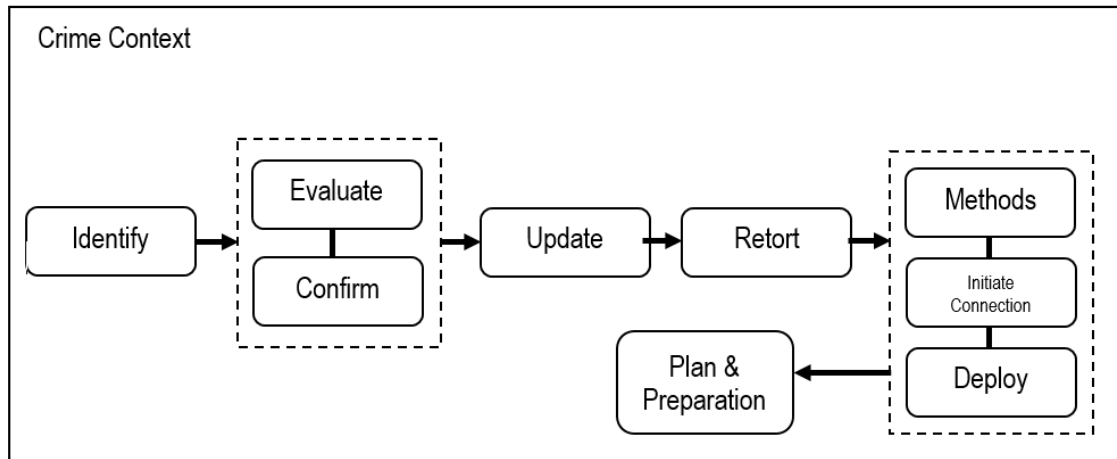 Crime Context
Identify
Evaluate
Confirm
Update
Retort
Methods
Initiate
Connection
Deploy
Plan &
Preparation